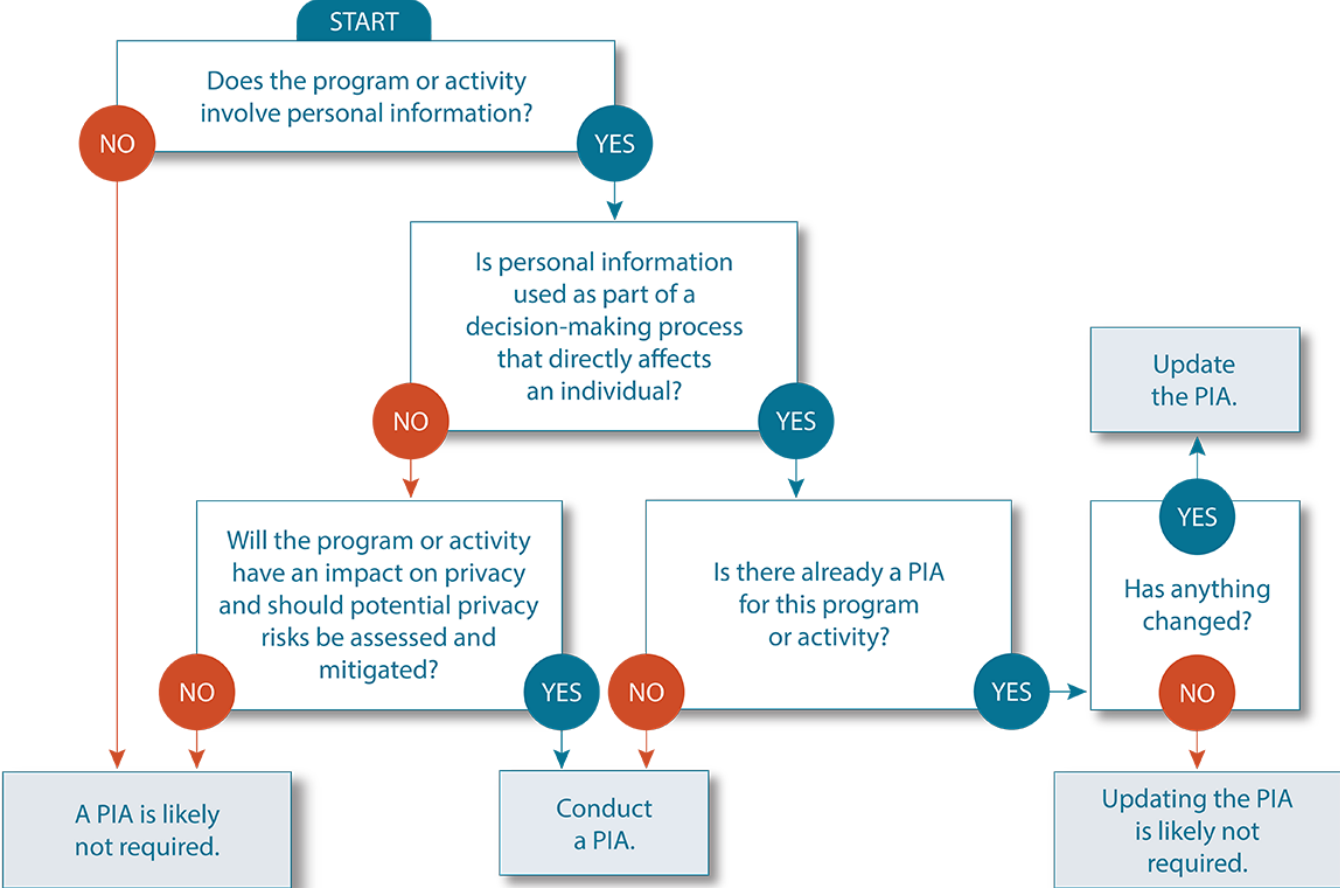 START
Does the program or activity
involve personal information?
NO
YES
Is personal information
used as part of a
decision-making process
that directly affects
an individual?
NO
YES
Update
the PIA.
Will the program or activity
have an impact on privacy
and should potential privacy
risks be assessed and
mitigated?
NO
YES
Is there already a PIA
for this program
or activity?
NO
YES
YES
Has anything
changed?
NO
A PIA is likely
not required.
Conduct
a PIA.
Updating the PIA
is likely not
required.